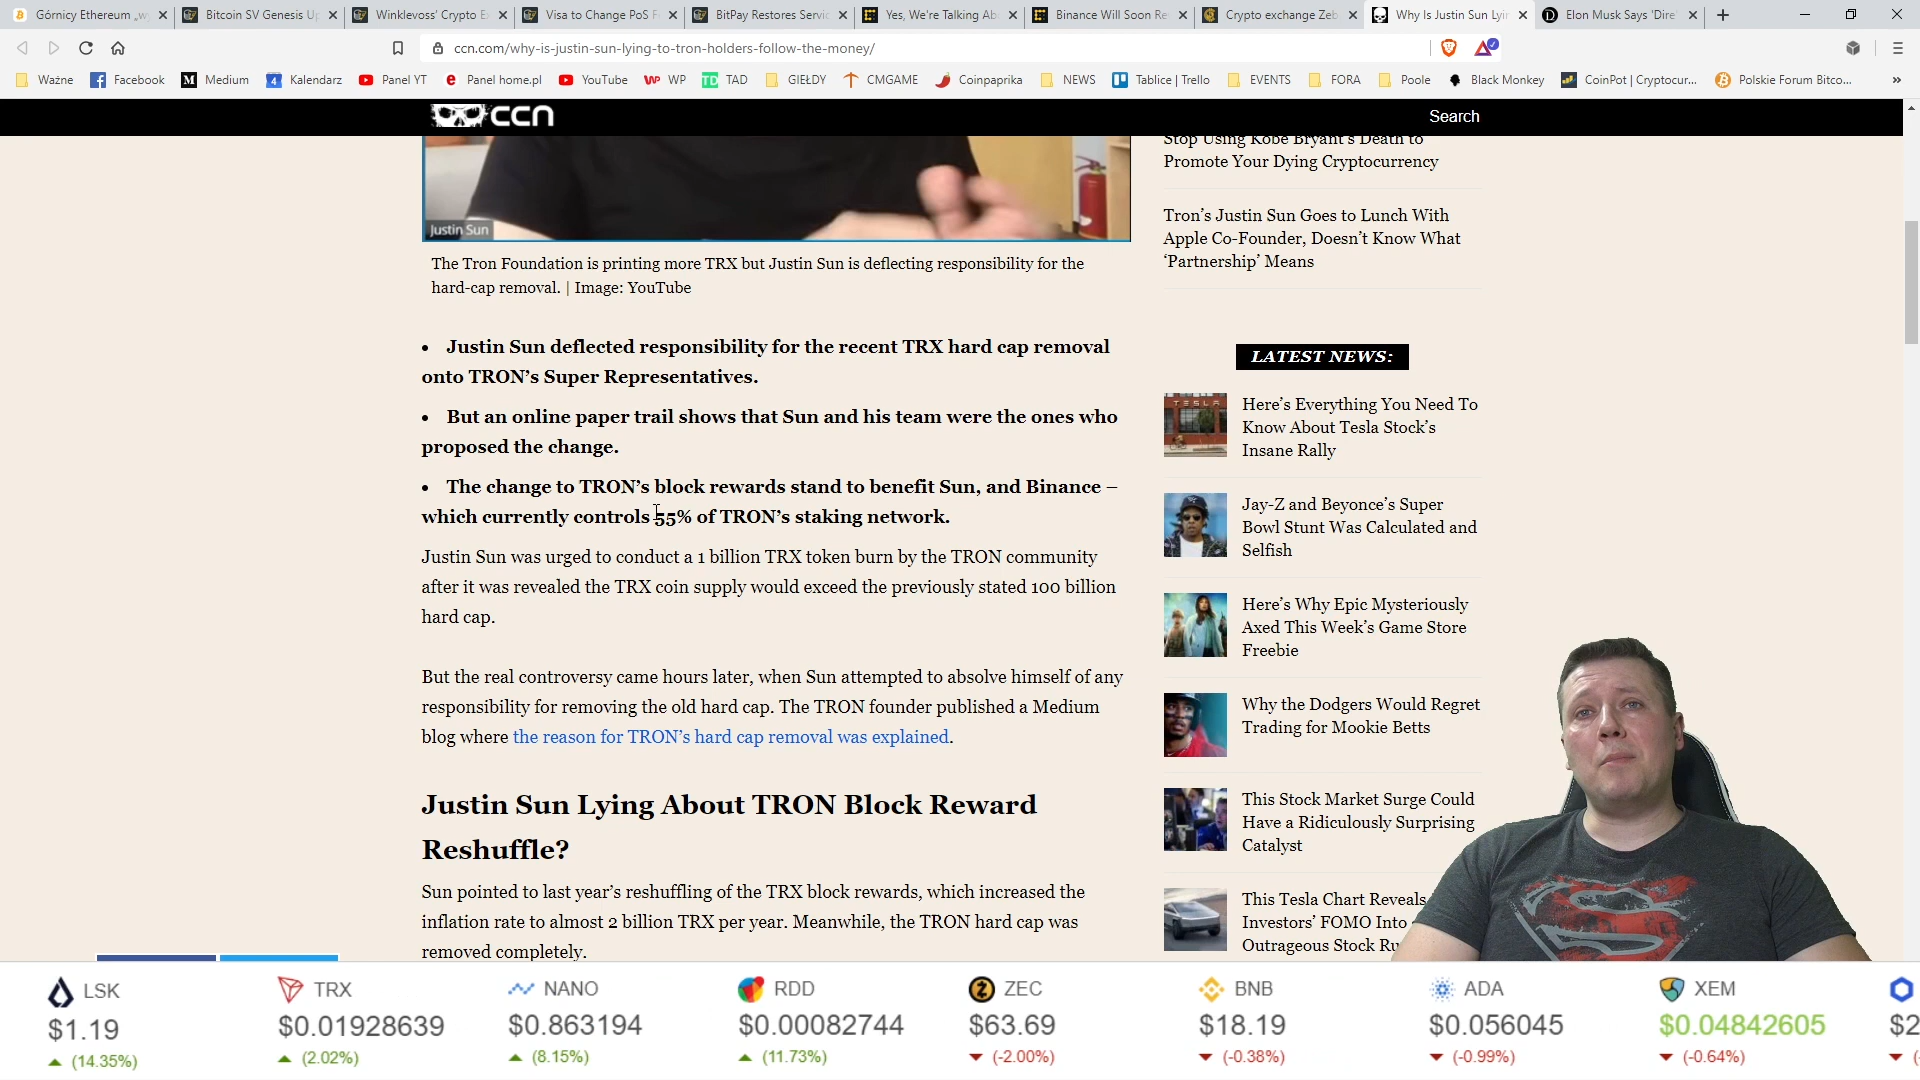 Górnicy Ethereum „w
Bitcoin SV Genesis Up
Winklevoss' Crypto E
Visa to Change PoS F
BitPay Restores Servic
Yes, We're Talking Ab
Binance Will Soon Re
Crypto exchange Zeb
Why Is Justin Sun Lyin
Elon Musk Says 'Dire
ccn.com/why-is-justin-sun-lying-to-tron-holders-follow-the-money/
Ważne
Facebook
Medium
Kalendarz
Panel YT
Panel home.pl
YouTube
WP
TAD
GIEŁDY
CMGAME
Coinpaprika
NEWS
Tablice | Trello
EVENTS
FORA
Poole
Black Monkey
CoinPot | Cryptocur...
Polskie Forum Bitco...
ccn
Search
Justin Sun
The Tron Foundation is printing more TRX but Justin Sun is deflecting responsibility for the
hard-cap removal. | Image: YouTube
• Justin Sun deflected responsibility for the recent TRX hard cap removal
onto TRON’s Super Representatives.
• But an online paper trail shows that Sun and his team were the ones who
proposed the change.
• The change to TRON’s block rewards stand to benefit Sun, and Binance –
which currently controls 55% of TRON’s staking network.
Justin Sun was urged to conduct a 1 billion TRX token burn by the TRON community
after it was revealed the TRX coin supply would exceed the previously stated 100 billion
hard cap.
But the real controversy came hours later, when Sun attempted to absolve himself of any
responsibility for removing the old hard cap. The TRON founder published a Medium
blog where the reason for TRON’s hard cap removal was explained.
Justin Sun Lying About TRON Block Reward
Reshuffle?
Sun pointed to last year’s reshuffling of the TRX block rewards, which increased the
inflation rate to almost 2 billion TRX per year. Meanwhile, the TRON hard cap was
removed completely.
Stop Using Kobe Bryant’s Death to
Promote Your Dying Cryptocurrency
Tron’s Justin Sun Goes to Lunch With
Apple Co-Founder, Doesn’t Know What
‘Partnership’ Means
LATEST NEWS:
TESLA
Here’s Everything You Need To
Know About Tesla Stock’s
Insane Rally
Jay-Z and Beyonce’s Super
Bowl Stunt Was Calculated and
Selfish
Here’s Why Epic Mysteriously
Axed This Week’s Game Store
Freebie
Why the Dodgers Would Regret
Trading for Mookie Betts
This Stock Market Surge Could
Have a Ridiculously Surprising
Catalyst
This Tesla Chart Reveals
Investors’ FOMO Into
Outrageous Stock Ru
LSK
$1.19
(14.35%)
TRX
$0.01928639
(2.02%)
NANO
$0.863194
(8.15%)
RDD
$0.00082744
(11.73%)
ZEC
$63.69
(-2.00%)
BNB
$18.19
(-0.38%)
ADA
$0.056045
(-0.99%)
XEM
$0.04842605
(-0.64%)
$2
(-